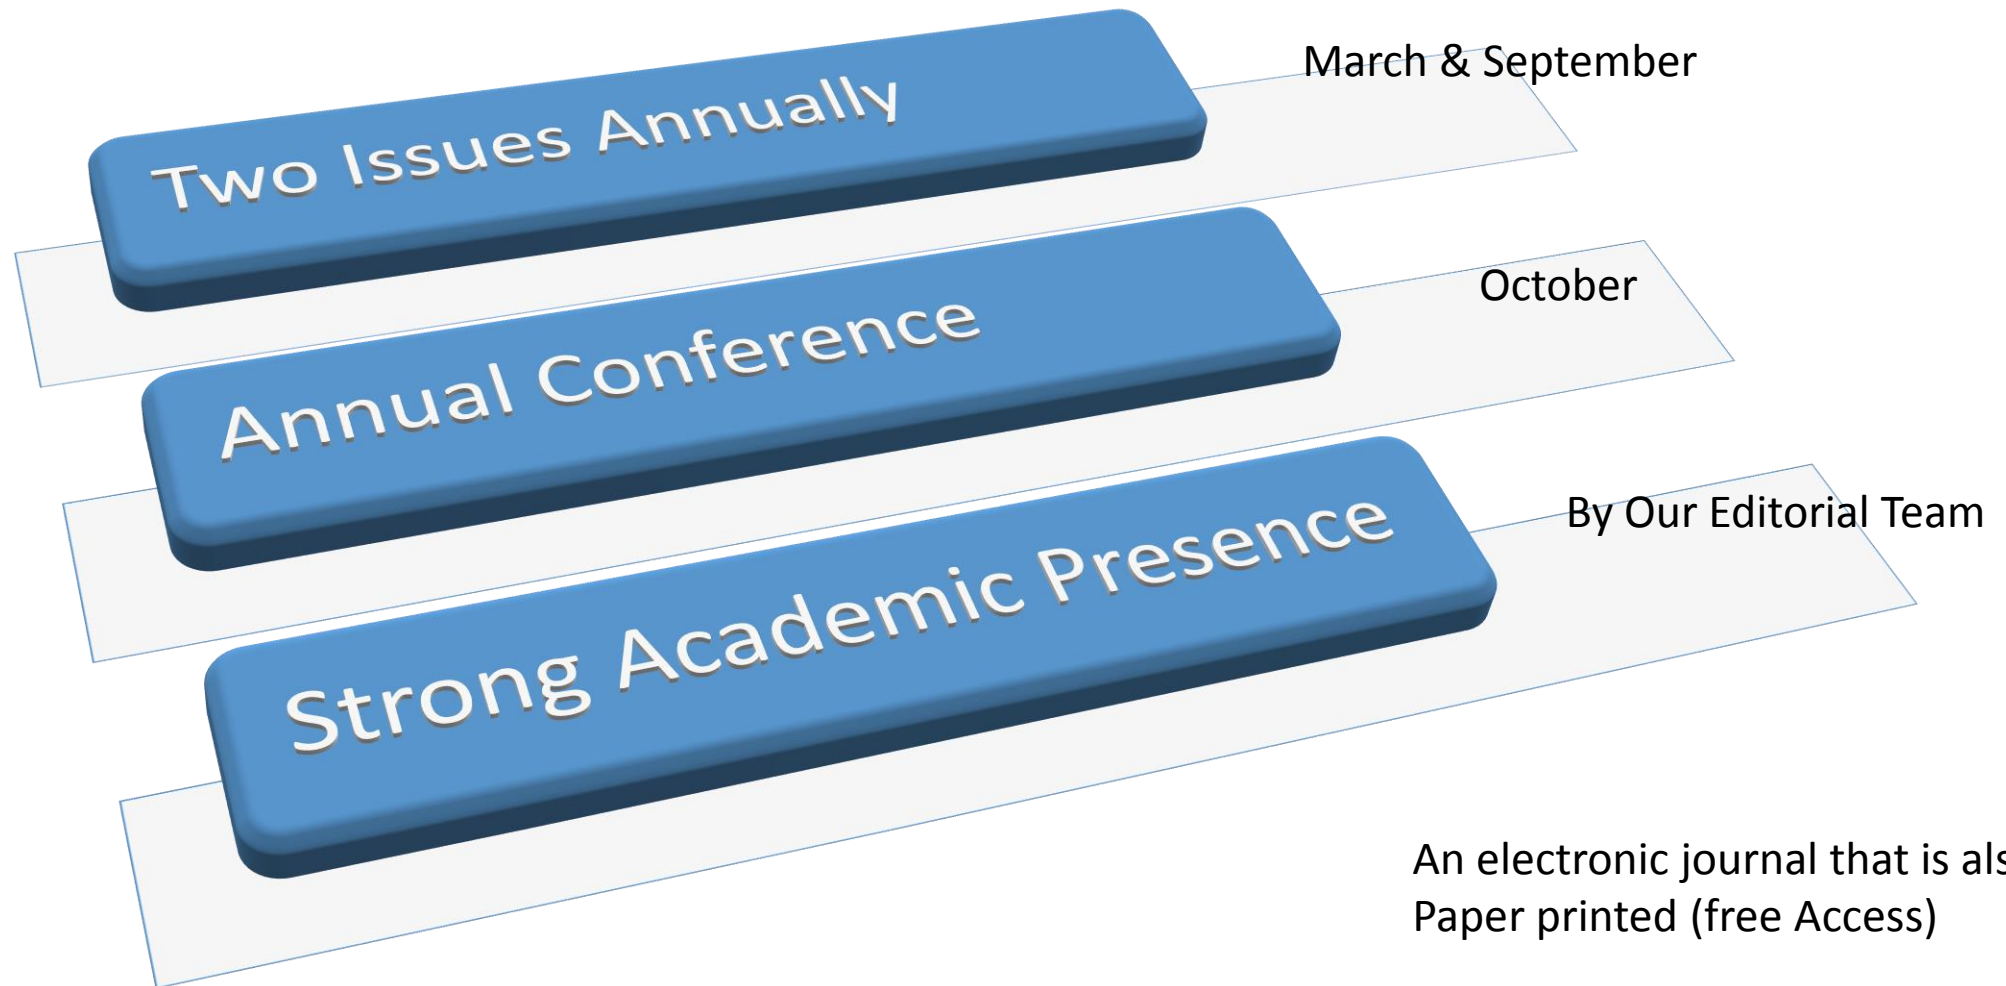 Two Issues Annually
March & September
Annual Conference
October
Strong Academic Presence
By Our Editorial Team
An electronic journal that is als
Paper printed (free Access)